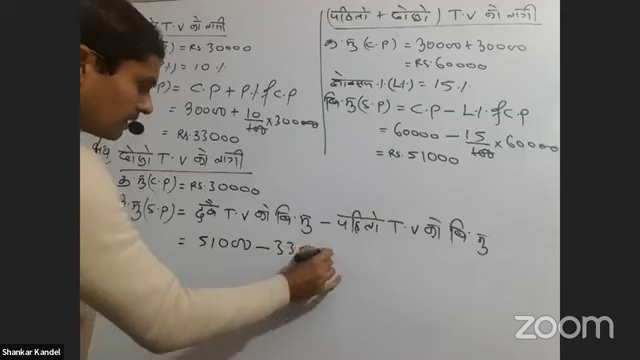 T.V को लागी
= Rs. 30000
= 10 %
= C.P + P.% of C.P
= 30000 + 10/100 × 30000
= Rs. 33000
दोस्रो T.V को लागी
क्र.मु (C.P) = Rs. 30000
बि.मु (S.P) = दुवै T.V को बि.मु – पहिलो T.V को बि.मु
= 51000 – 33
(पहिलो + दोस्रो) T.V को लागी
क्र.मु (C.P) = 30000 + 30000
= Rs. 60000
नोक्सान % (L%) = 15 %
बि.मु (S.P) = C.P – L% of C.P
= 60000 – 15/100 × 60000
= Rs. 51000
Shankar Kandel
zoom
LIVE